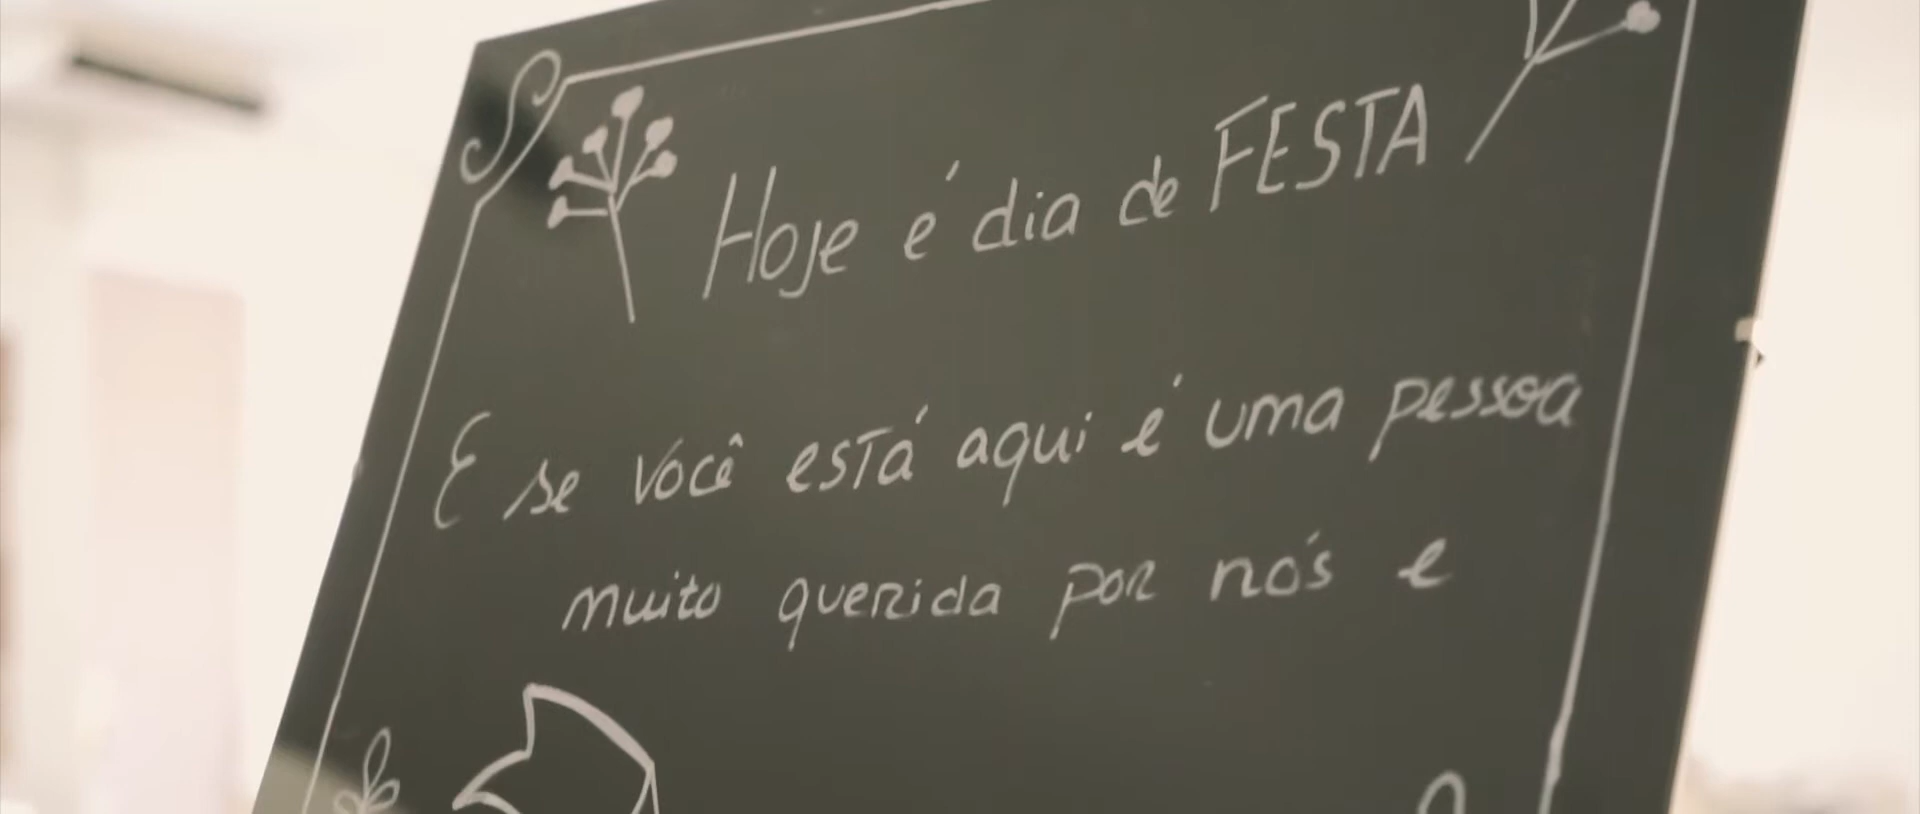 Hoje é dia de FESTA
E se você está aqui é uma pessoa
muito querida por nós e